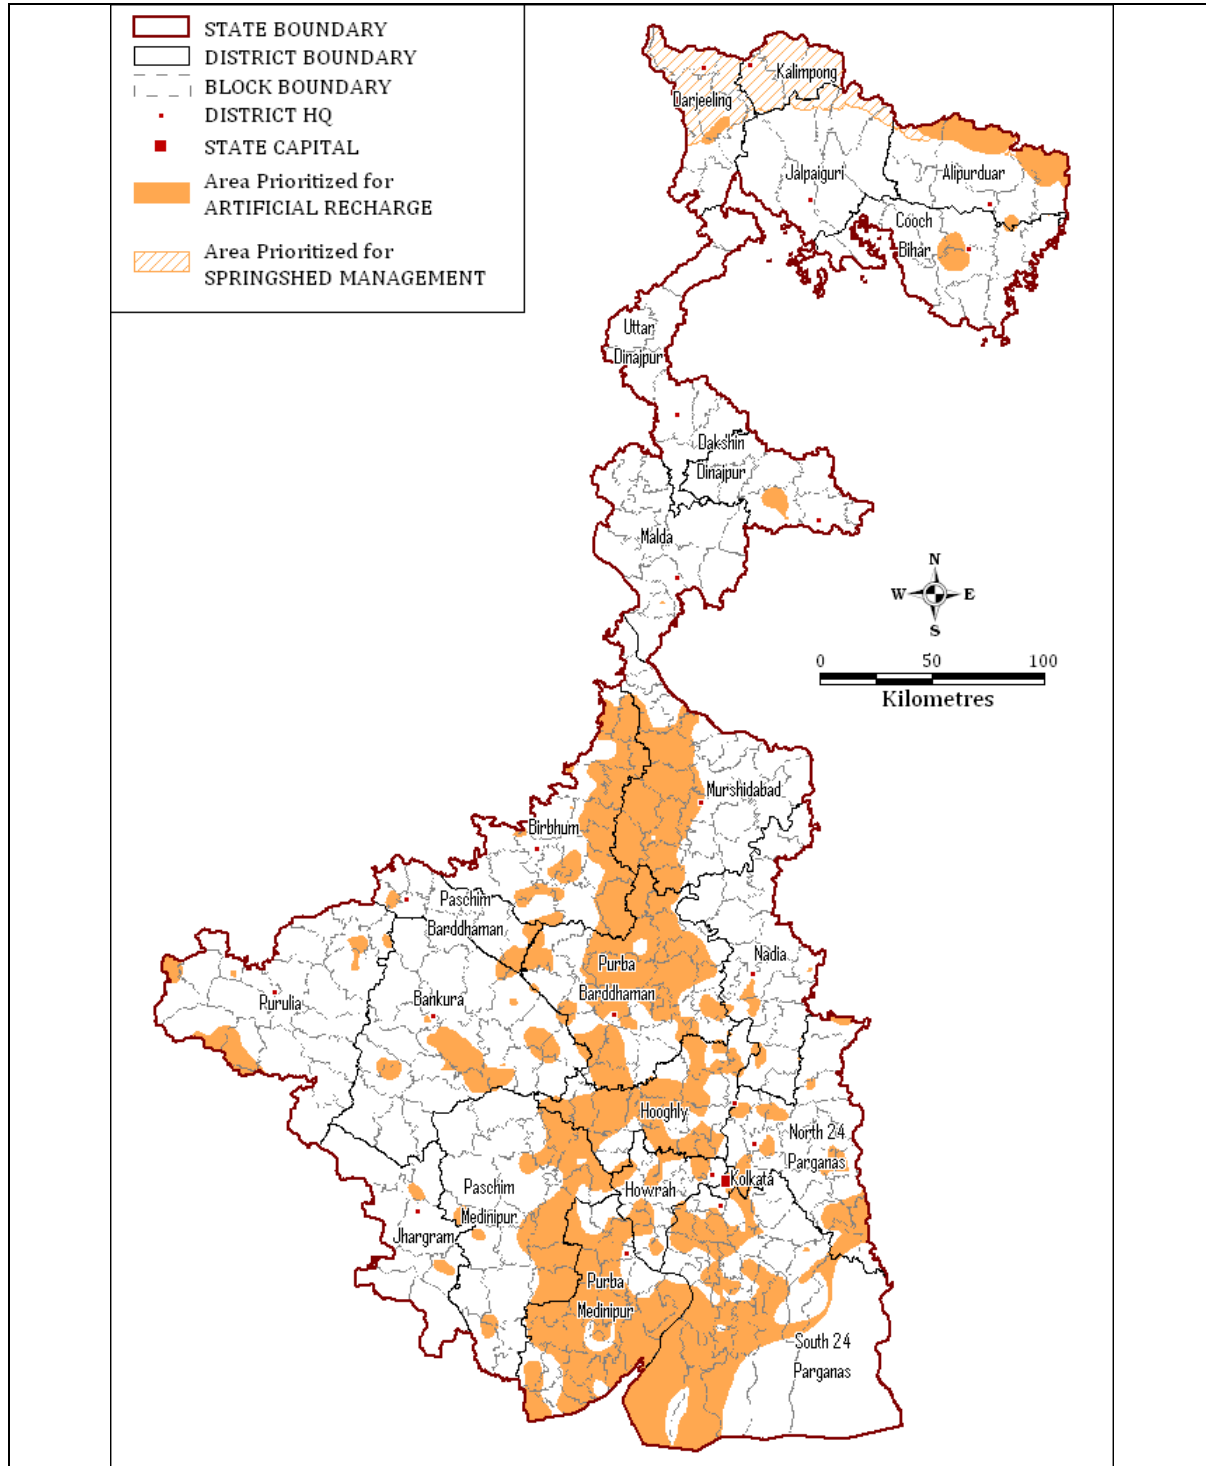 STATE BOUNDARY
DISTRICT BOUNDARY
BLOCK BOUNDARY
DISTRICT HQ
STATE CAPITAL
Area Prioritized for
ARTIFICIAL RECHARGE
Area Prioritized for
SPRINGSHED MANAGEMENT
Kalimpong
Darjeeling
Jalpaiguri
Alipurduar
Cooch
Bihar
Uttar
Dinajpur
Dakshin
Dinajpur
Malda
N
W
E
S
0 50 100
Kilometres
Murshidabad
Birbhum
Paschim
Barddhaman
Nadia
Purba
Barddhaman
Purulia
Bankura
Hooghly
North 24
Parganas
Kolkata
Howrah
Paschim
Medinipur
Jhargram
Purba
Medinipur
South 24
Parganas